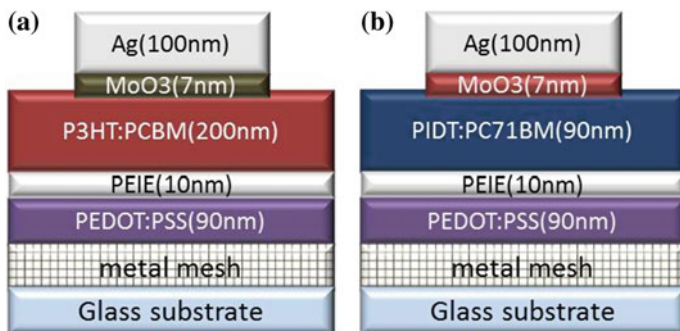 (a)
Ag(100nm)
MoO3(7nm)
P3HT:PCBM(200nm)
PEIE(10nm)
PEDOT:PSS(90nm)
metal mesh
Glass substrate
(b)
Ag(100nm)
MoO3(7nm)
PIDT:PC71BM(90nm)
PEIE(10nm)
PEDOT:PSS(90nm)
metal mesh
Glass substrate